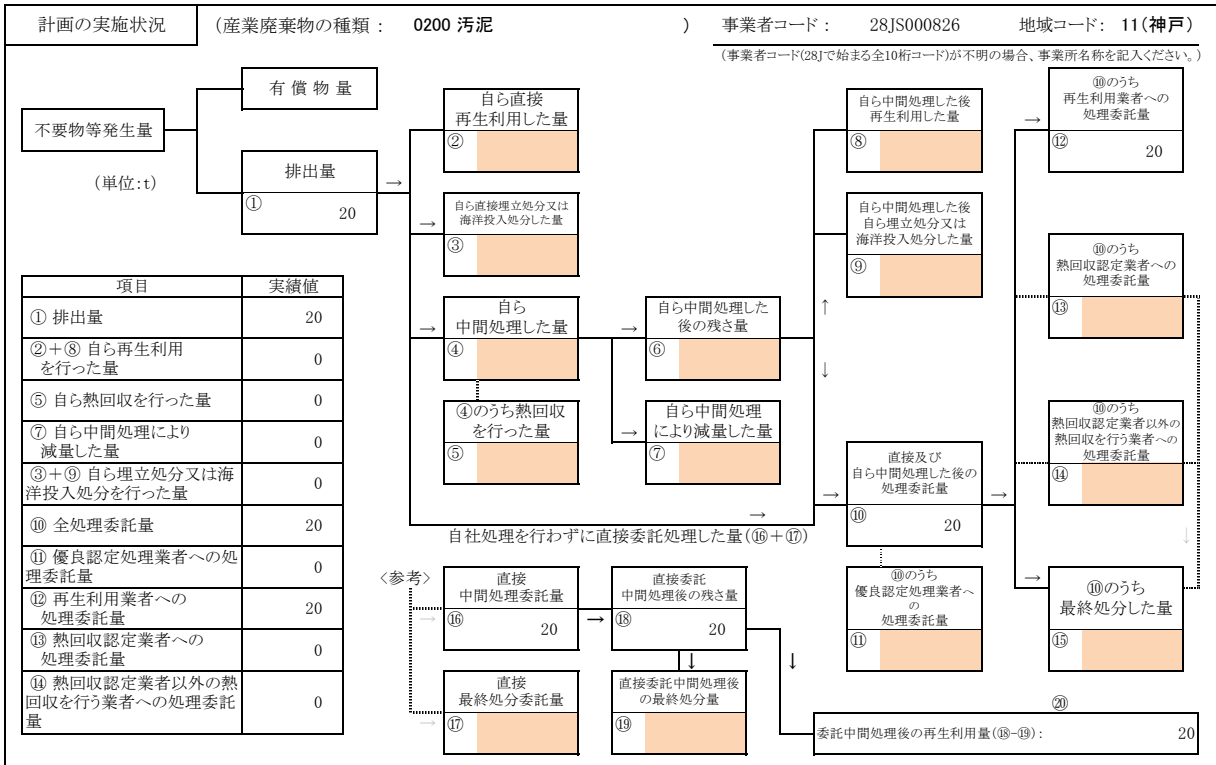 計画の実施状況
(産業廃棄物の種類： 0200 汚泥 )
事業者コード： 28JS000826 地域コード： 11(神戸)
(事業者コード(28Jで始まる全10桁コード)が不明の場合、事業所名称を記入ください。)
不要物等発生量
(単位:t)
有償物量
排出量
→
①
20
自ら直接
再生利用した量
②
→
自ら直接埋立処分又は
海洋投入処分した量
③
→
自ら
中間処理した量
④
④のうち熱回収
を行った量
⑤
→
自ら中間処理した
後の残さ量
⑥
→
自ら中間処理
により減量した量
⑦
自ら中間処理した後
再生利用した量
⑧
自ら中間処理した後
自ら埋立処分又は
海洋投入処分した量
⑨
↑
↓
→
直接及び
自ら中間処理した後の
処理委託量
⑩
20
→
⑩のうち
優良認定処理業者へ
の
処理委託量
⑪
→
⑩のうち
再生利用業者への
処理委託量
⑫
20
⑩のうち
熱回収認定業者への
処理委託量
⑬
⑩のうち
熱回収認定業者以外の
熱回収を行う業者への
処理委託量
⑭
↓
→
⑩のうち
最終処分した量
⑮
項目 実績値
① 排出量 20
②＋⑧ 自ら再生利用
を行った量 0
⑤ 自ら熱回収を行った量 0
⑦ 自ら中間処理により
減量した量 0
③＋⑨ 自ら埋立処分又は海
洋投入処分を行った量 0
⑩ 全処理委託量 20
⑪ 優良認定処理業者への処
理委託量 0
⑫ 再生利用業者への
処理委託量 20
⑬ 熱回収認定業者への
処理委託量 0
⑭ 熱回収認定業者以外の熱
回収を行う業者への処理委託
量 0
→
自社処理を行わずに直接委託処理した量(⑯＋⑰)
〈参考〉
→
直接
中間処理委託量
⑯
20
→
直接委託
中間処理後の残さ量
⑱
20
↓
↓
→
直接
最終処分委託量
⑰
直接委託中間処理後
の最終処分量
⑲
⑳
委託中間処理後の再生利用量(⑱-⑲)： 20